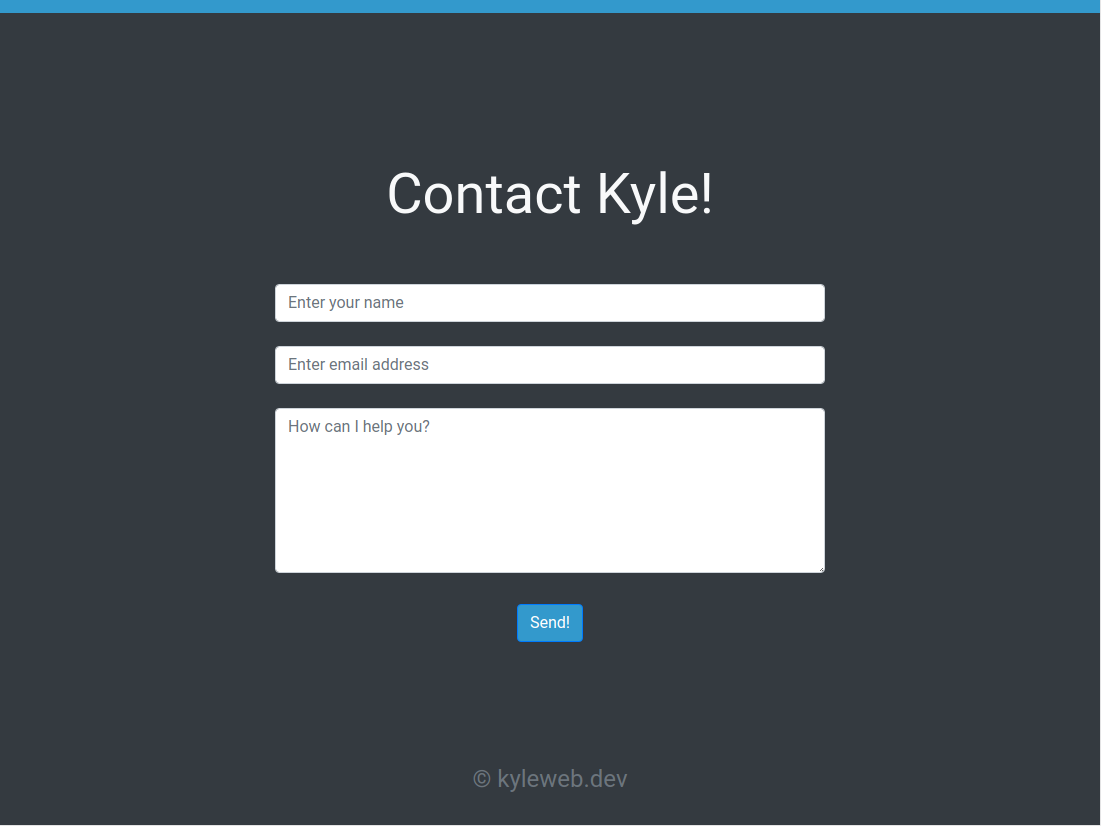 Contact Kyle!
Enter your name
Enter email address
How can I help you?
Send!
© kyleweb.dev